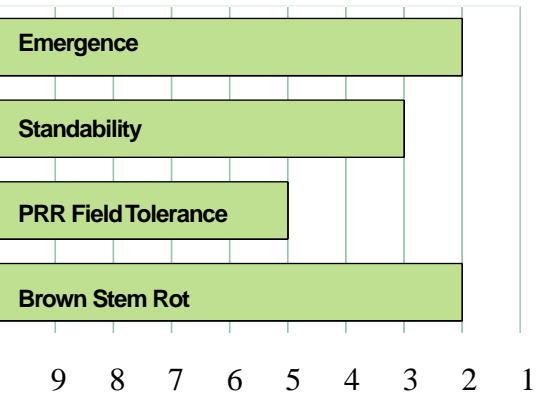 Emergence
Standability
PRR Field Tolerance
Brown Stem Rot
9 8 7 6 5 4 3 2 1